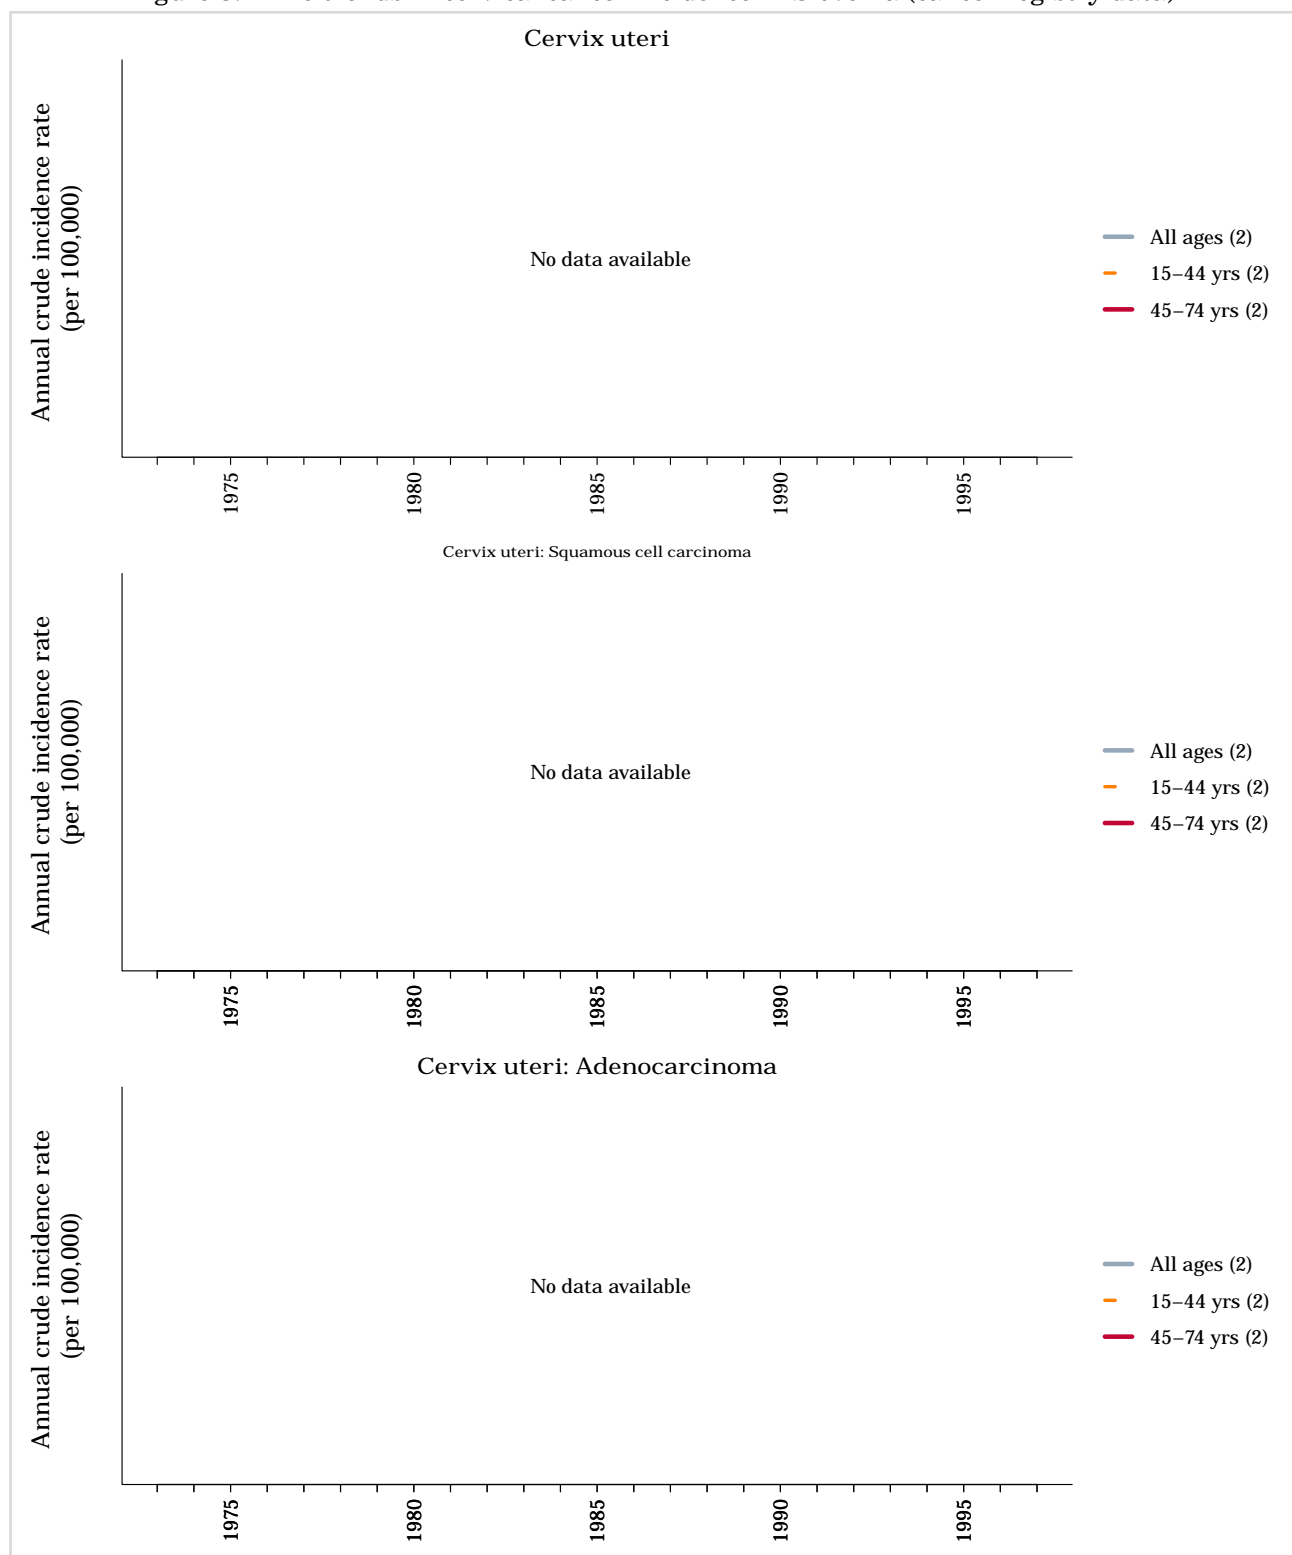 Cervix uteri
Annual crude incidence rate
(per 100,000)
No data available
All ages (2)
15–44 yrs (2)
45–74 yrs (2)
1975
1980
1985
1990
1995
Cervix uteri: Squamous cell carcinoma
Annual crude incidence rate
(per 100,000)
No data available
All ages (2)
15–44 yrs (2)
45–74 yrs (2)
1975
1980
1985
1990
1995
Cervix uteri: Adenocarcinoma
Annual crude incidence rate
(per 100,000)
No data available
All ages (2)
15–44 yrs (2)
45–74 yrs (2)
1975
1980
1985
1990
1995